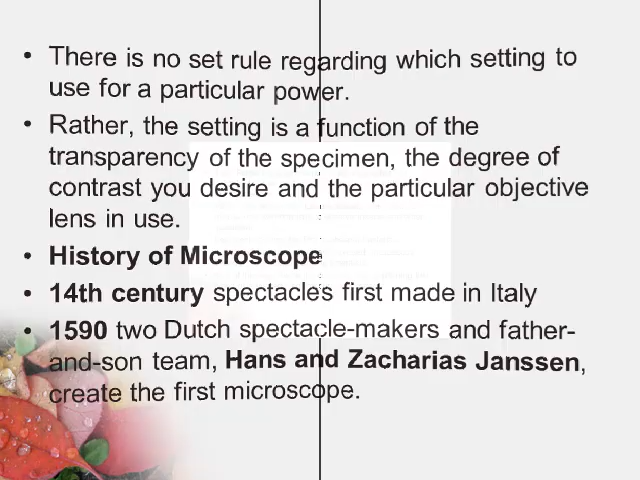 • There is no set rule regarding which setting to
use for a particular power.
• Rather, the setting is a function of the
transparency of the specimen, the degree of
contrast you desire and the particular objective
lens in use.
• History of Microscope
• 14th century spectacles first made in Italy
• 1590 two Dutch spectacle-makers and father-
and-son team, Hans and Zacharias Janssen,
create the first microscope.